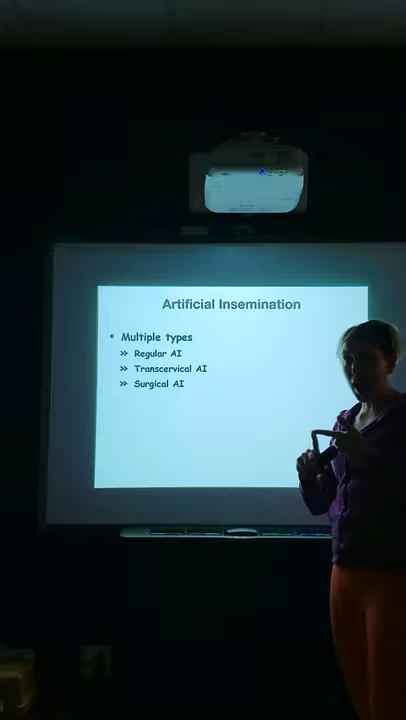 Artificial Insemination
• Multiple types
» Regular AI
» Transcervical AI
» Surgical AI